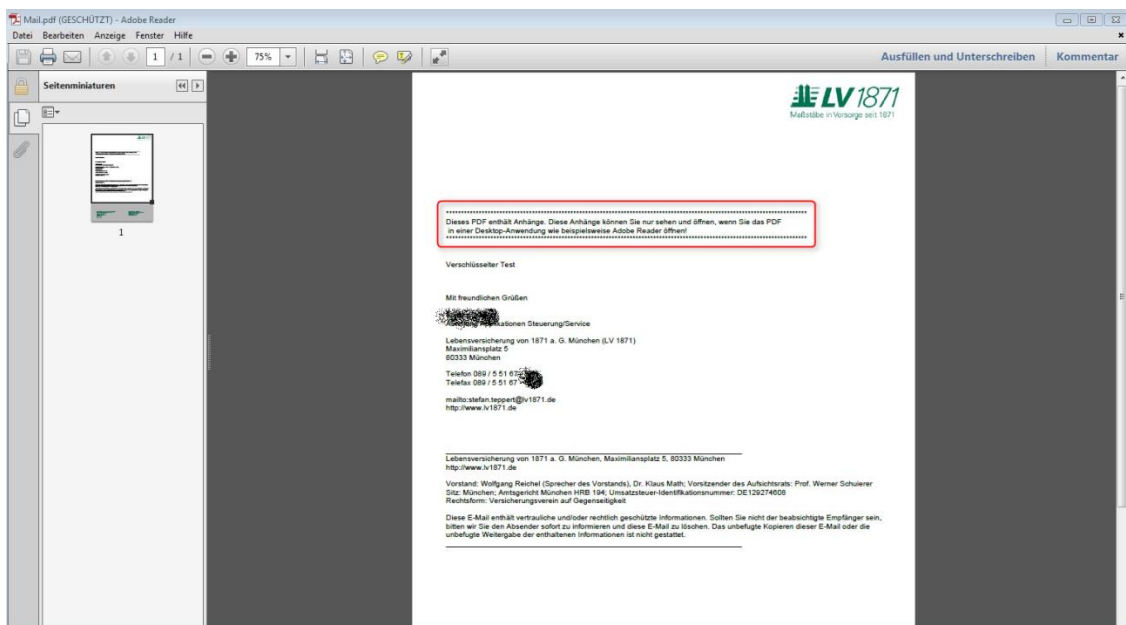 Mail.pdf (GESCHÜTZT) - Adobe Reader
Datei Bearbeiten Anzeige Fenster Hilfe
1 / 1 75% Ausfüllen und Unterschreiben Kommentar
Seitenminiaturen
1
LV 1871
Maßstäbe in Vorsorge seit 1871
Dieses PDF enthält Anhänge. Diese Anhänge können Sie nur sehen und öffnen, wenn Sie das PDF
in einer Desktop-Anwendung wie beispielsweise Adobe Reader öffnen!
Verschlüsselter Test
Mit freundlichen Grüßen
Steuerung/Service
Lebensversicherung von 1871 a. G. München (LV 1871)
Maximiliansplatz 5
80333 München
Telefon 089 / 5 51 67
Telefax 089 / 5 51 67
mailto:stefan.teppert@lv1871.de
http://www.lv1871.de
Lebensversicherung von 1871 a. G. München, Maximiliansplatz 5, 80333 München
http://www.lv1871.de
Vorstand: Wolfgang Reichel (Sprecher des Vorstands), Dr. Klaus Math; Vorsitzender des Aufsichtsrats: Prof. Werner Schuierer
Sitz: München; Amtsgericht München HRB 194; Umsatzsteuer-Identifikationsnummer: DE129274608
Rechtsform: Versicherungsverein auf Gegenseitigkeit
Diese E-Mail enthält vertrauliche und/oder rechtlich geschützte Informationen. Sollten Sie nicht der beabsichtigte Empfänger sein,
bitten wir Sie den Absender sofort zu informieren und diese E-Mail zu löschen. Das unbefugte Kopieren dieser E-Mail oder die
unbefugte Weitergabe der enthaltenen Informationen ist nicht gestattet.